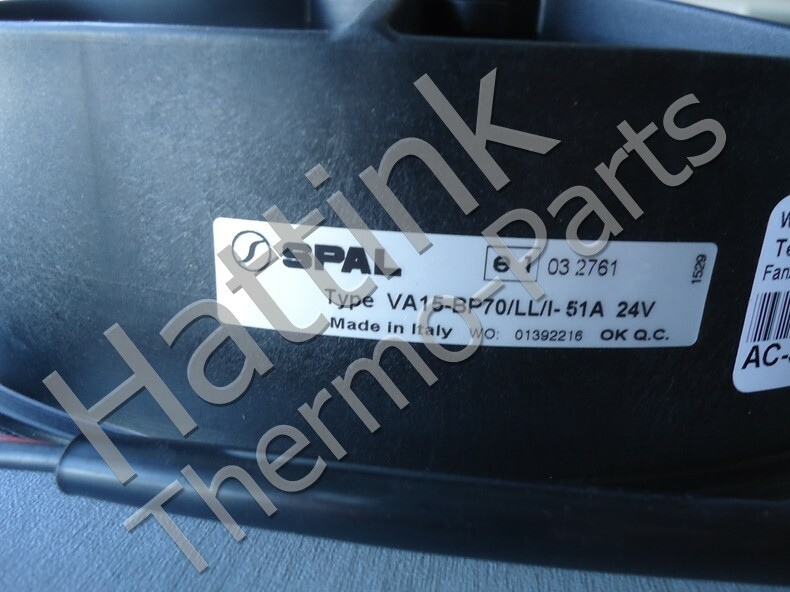 SPAL
03 2761
Type VA15-BP70/LL/I- 51A 24V
Made in Italy WO: 01392216 OK Q.C.
1529
AC-
Hattink
Thermo-Parts